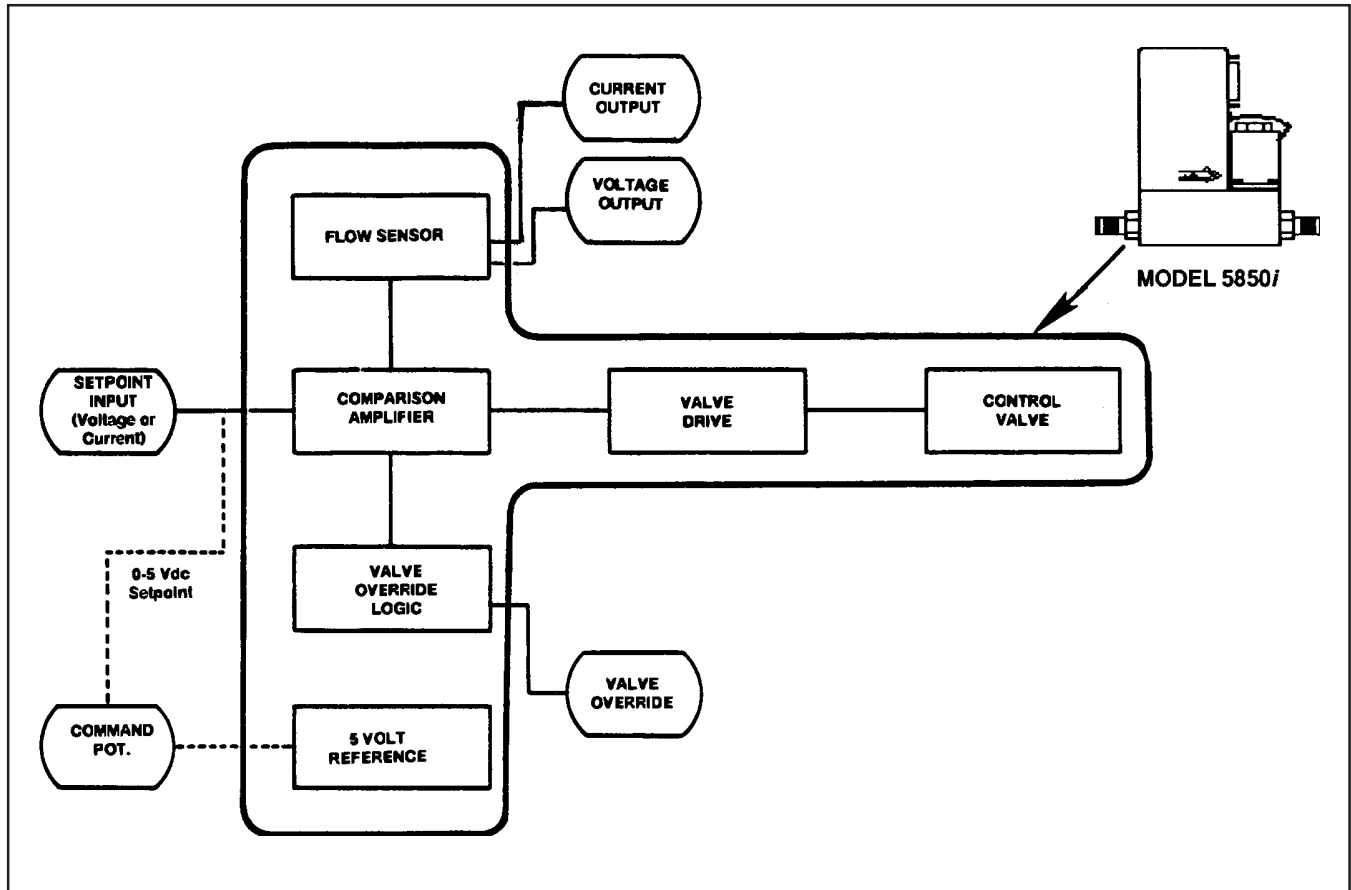 CURRENT
OUTPUT
VOLTAGE
OUTPUT
FLOW SENSOR
MODEL 5850i
SETPOINT
INPUT
(Voltage or
Current)
COMPARISON
AMPLIFIER
VALVE
DRIVE
CONTROL
VALVE
0-5 Vdc
Setpoint
VALVE
OVERRIDE
LOGIC
VALVE
OVERRIDE
COMMAND
POT.
5 VOLT
REFERENCE